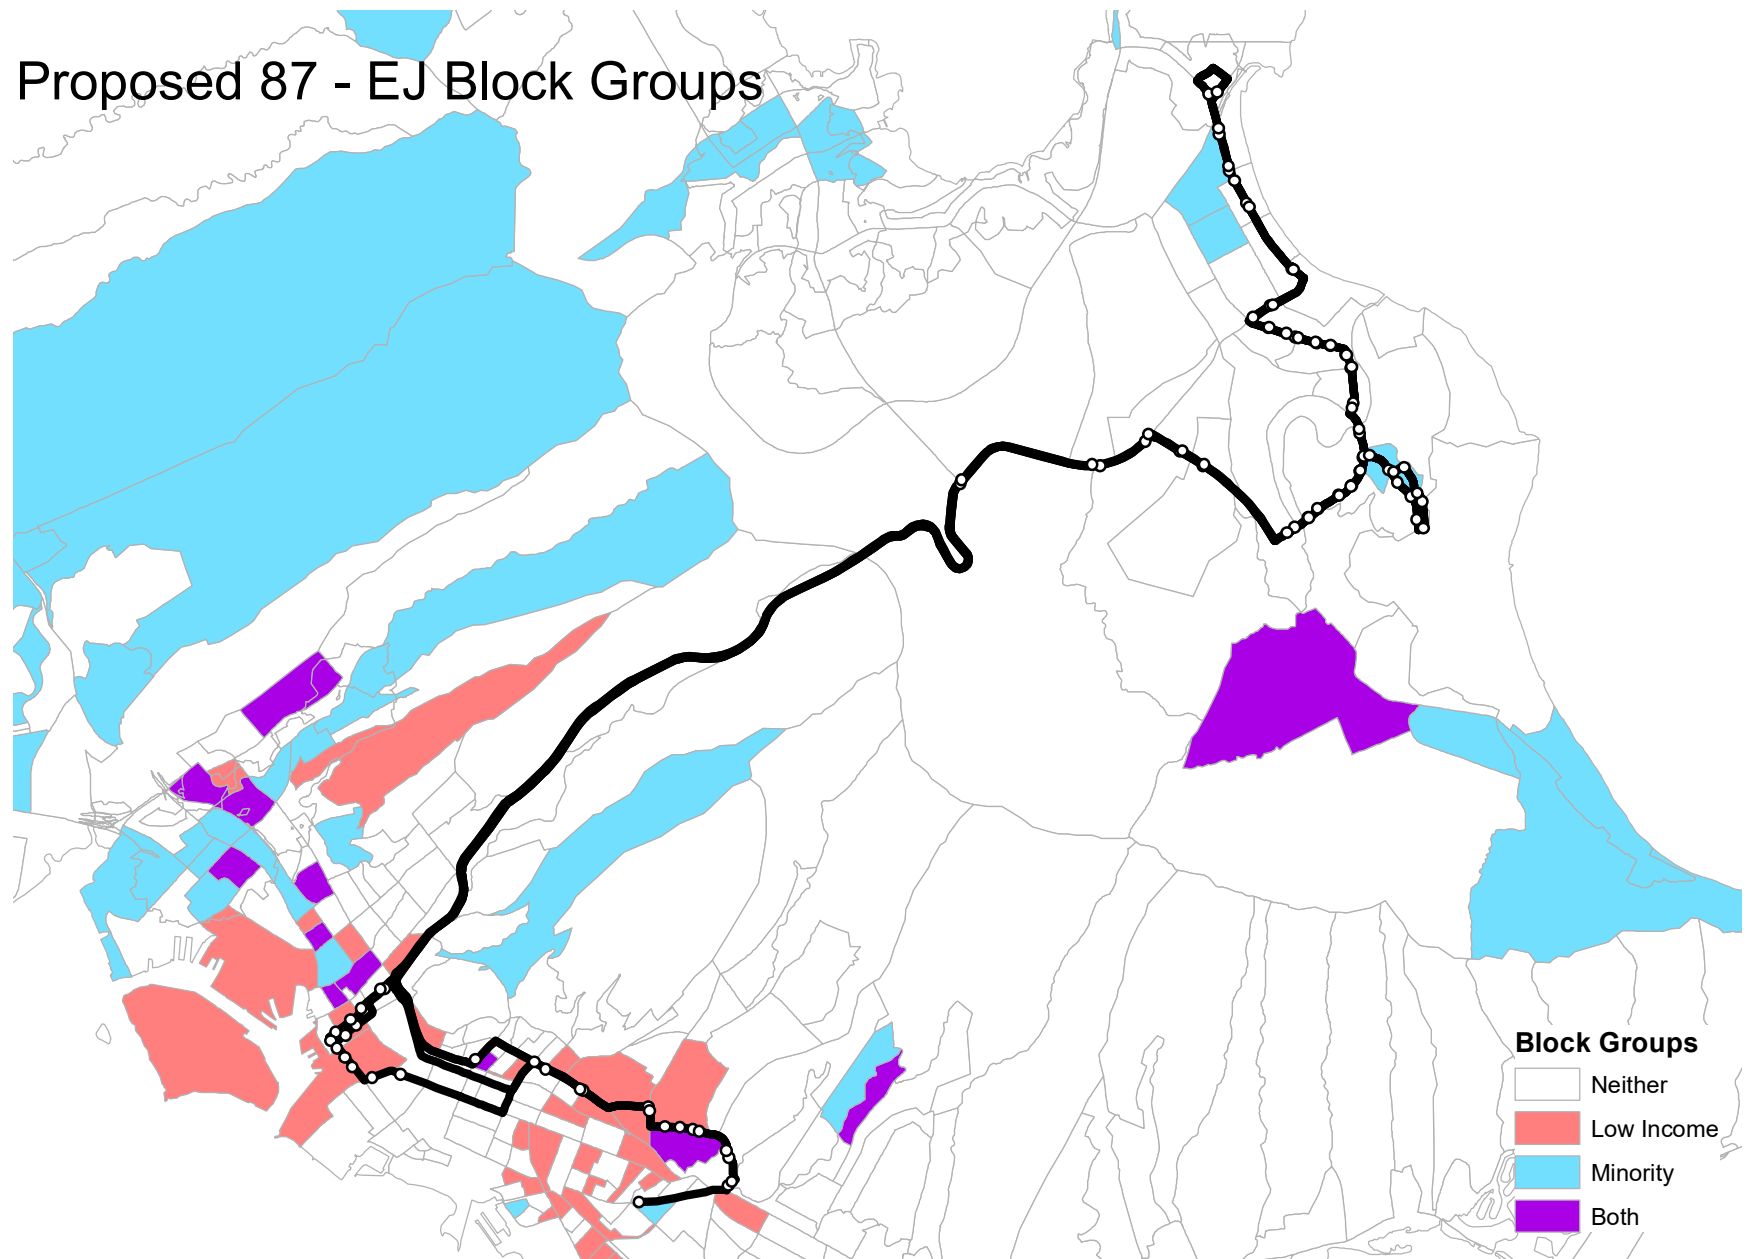 Proposed 87 - EJ Block Groups
Block Groups
Neither
Low Income
Minority
Both